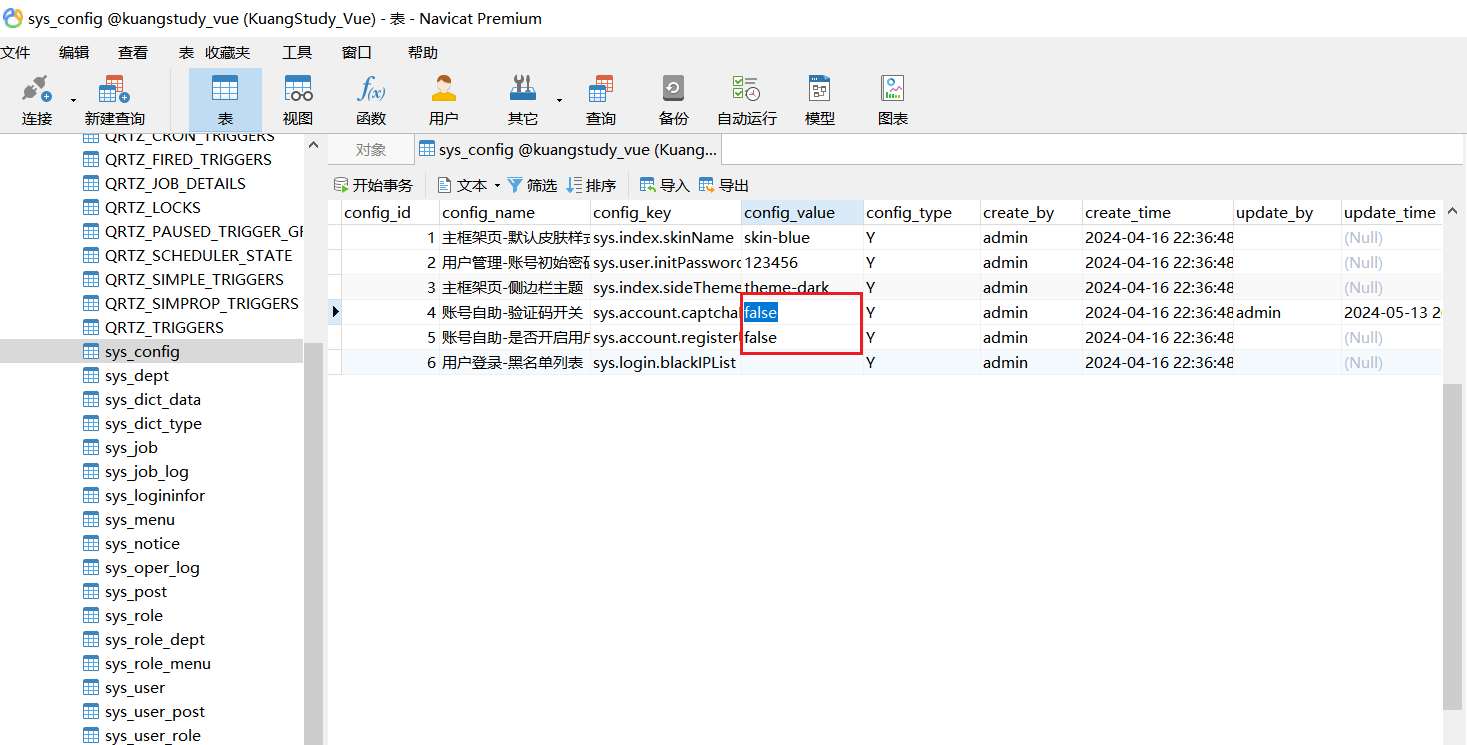 sys_config @kuangstudy_vue (KuangStudy_Vue) - 表 - Navicat Premium
文件 编辑 查看 表 收藏夹 工具 窗口 帮助
连接 新建查询 表 视图 函数 用户 其它 查询 备份 自动运行 模型 图表
QRTZ_CRON_TRIGGERS
QRTZ_FIRED_TRIGGERS
QRTZ_JOB_DETAILS
QRTZ_LOCKS
QRTZ_PAUSED_TRIGGER_GF
QRTZ_SCHEDULER_STATE
QRTZ_SIMPLE_TRIGGERS
QRTZ_SIMPROP_TRIGGERS
QRTZ_TRIGGERS
sys_config
sys_dept
sys_dict_data
sys_dict_type
sys_job
sys_job_log
sys_logininfor
sys_menu
sys_notice
sys_oper_log
sys_post
sys_role
sys_role_dept
sys_role_menu
sys_user
sys_user_post
sys_user_role
对象 sys_config @kuangstudy_vue (Kuang...
开始事务 文本 筛选 排序 导入 导出
config_id config_name config_key config_value config_type create_by create_time update_by update_time
1 主框架页-默认皮肤样式 sys.index.skinName skin-blue Y admin 2024-04-16 22:36:48 (Null)
2 用户管理-账号初始密码 sys.user.initPassword 123456 Y admin 2024-04-16 22:36:48 (Null)
3 主框架页-侧边栏主题 sys.index.sideTheme theme-dark Y admin 2024-04-16 22:36:48 (Null)
4 账号自助-验证码开关 sys.account.captcha false Y admin 2024-04-16 22:36:48 admin 2024-05-13 2
5 账号自助-是否开启用户 sys.account.register false Y admin 2024-04-16 22:36:48 (Null)
6 用户登录-黑名单列表 sys.login.blackIPList Y admin 2024-04-16 22:36:48 (Null)